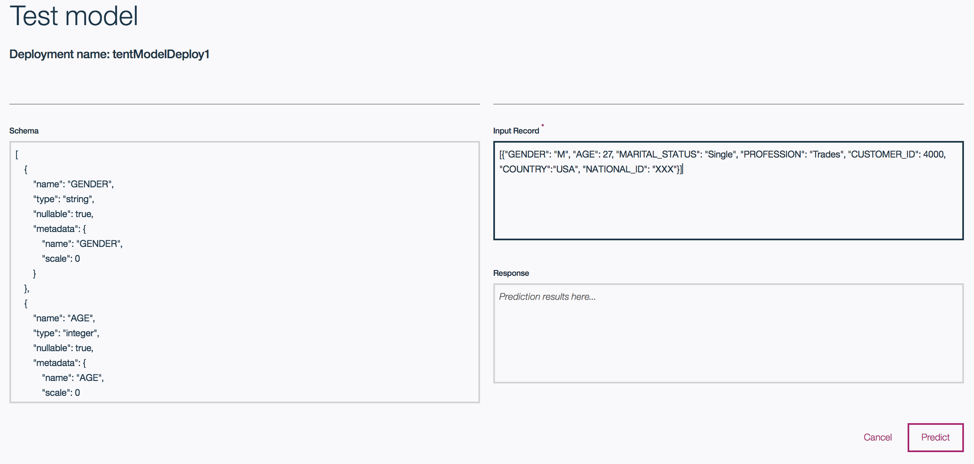 Test model
Deployment name: tentModelDeploy1
Schema
[
{
"name": "GENDER",
"type": "string",
"nullable": true,
"metadata": {
"name": "GENDER",
"scale": 0
}
},
{
"name": "AGE",
"type": "integer",
"nullable": true,
"metadata": {
"name": "AGE",
"scale": 0
Input Record *
[{"GENDER": "M", "AGE": 27, "MARITAL_STATUS": "Single", "PROFESSION": "Trades", "CUSTOMER_ID": 4000,
"COUNTRY":"USA", "NATIONAL_ID": "XXX"}]
Response
Prediction results here...
Cancel
Predict